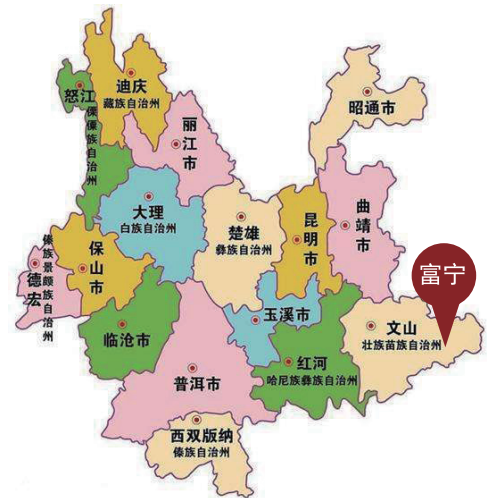 迪庆
藏族自治州
怒江
傈僳族自治州
丽江市
昭通市
大理
白族自治州
楚雄
彝族自治州
昆明市
曲靖市
富宁
保山市
德宏
傣族景颇族自治州
临沧市
玉溪市
文山
壮族苗族自治州
红河
哈尼族彝族自治州
普洱市
西双版纳
傣族自治州